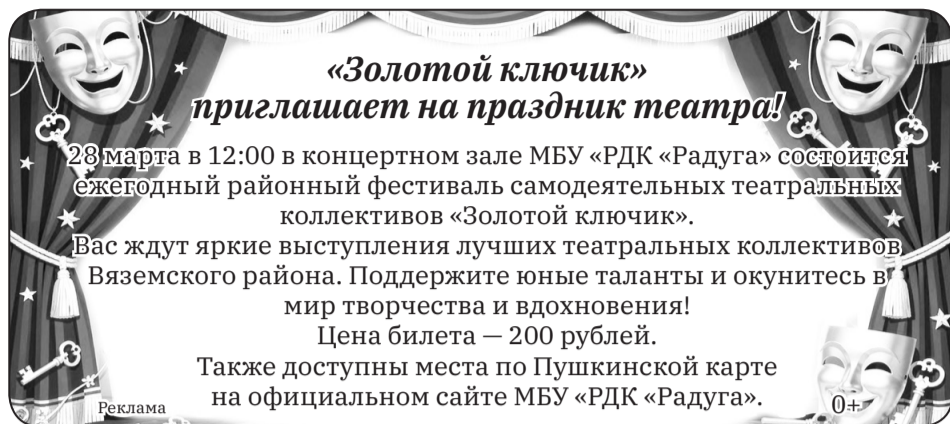 «Золотой ключик»
приглашает на праздник театра!
28 марта в 12:00 в концертном зале МБУ «РДК «Радуга» состоится
ежегодный районный фестиваль самодеятельных театральных
коллективов «Золотой ключик».
Вас ждут яркие выступления лучших театральных коллективов
Вяземского района. Поддержите юные таланты и окунитесь в
мир творчества и вдохновения!
Цена билета — 200 рублей.
Также доступны места по Пушкинской карте
на официальном сайте МБУ «РДК «Радуга».
Реклама
0+